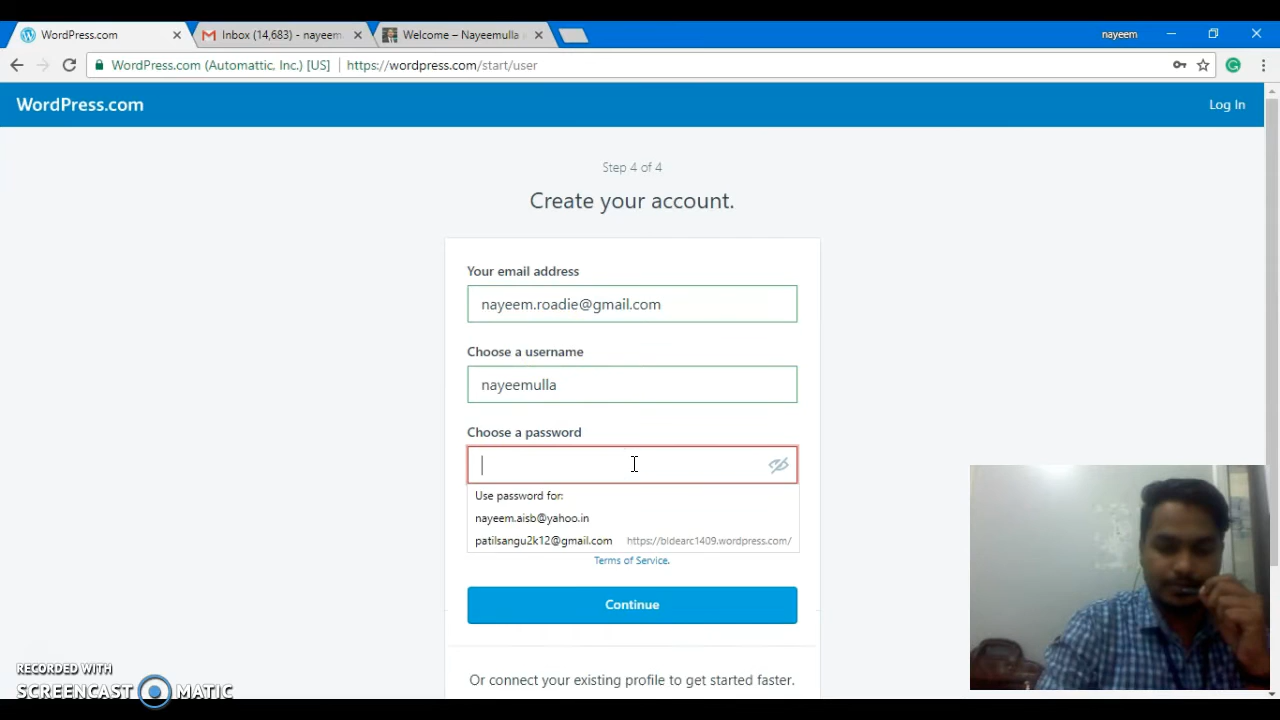 WordPress.com
Inbox (14,683) - nayeem
Welcome – Nayeemulla
nayeem
WordPress.com (Automattic, Inc.) [US]
https://wordpress.com/start/user
WordPress.com
Log In
Step 4 of 4
Create your account.
Your email address
nayeem.roadie@gmail.com
Choose a username
nayeemulla
Choose a password
Use password for:
nayeem.aisb@yahoo.in
patilsangu2k12@gmail.com https://bldearc1409.wordpress.com/
Terms of Service.
Continue
Or connect your existing profile to get started faster.
RECORDED WITH
SCREENCAST MATIC